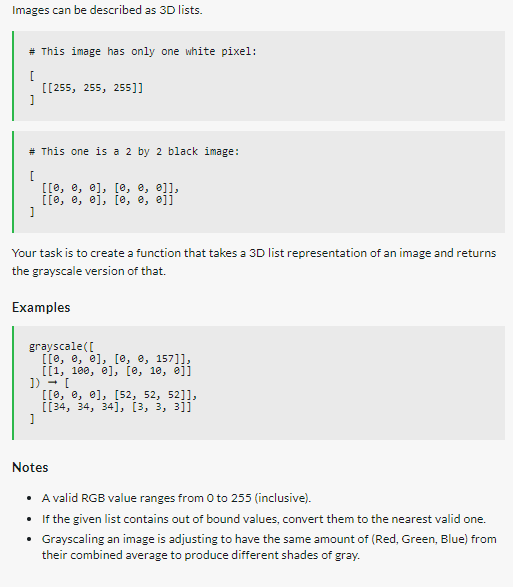 Images can be described as 3D lists.
# This image has only one white pixel:
[
[[255, 255, 255]]
]
# This one is a 2 by 2 black image:
[
[[0, 0, 0], [0, 0, 0]],
[[0, 0, 0], [0, 0, 0]]
]
Your task is to create a function that takes a 3D list representation of an image and returns
the grayscale version of that.
Examples
grayscale([
[[0, 0, 0], [0, 0, 157]],
[[1, 100, 0], [0, 10, 0]]
]) → [
[[0, 0, 0], [52, 52, 52]],
[[34, 34, 34], [3, 3, 3]]
]
Notes
• A valid RGB value ranges from 0 to 255 (inclusive).
• If the given list contains out of bound values, convert them to the nearest valid one.
• Grayscaling an image is adjusting to have the same amount of (Red, Green, Blue) from
their combined average to produce different shades of gray.